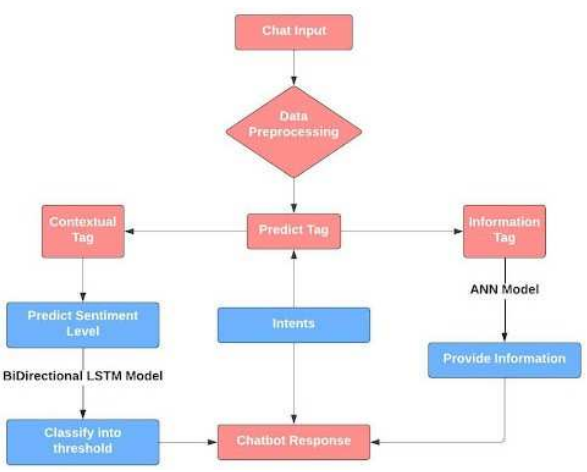 Chat Input
Data
Preprocessing
Contextual
Tag
Predict Tag
Information
Tag
ANN Model
Predict Sentiment
Level
Intents
Provide Information
BiDirectional LSTM Model
Classify into
threshold
Chatbot Response